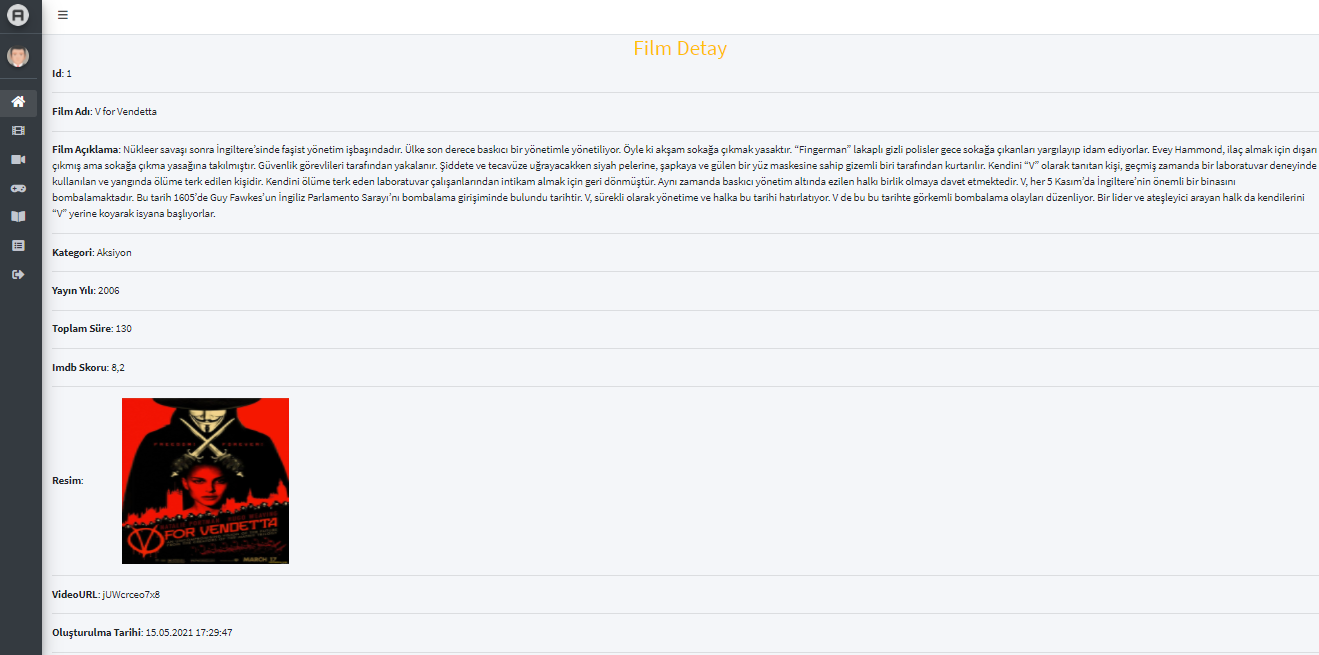 Film Detay
Id: 1
Film Adı: V for Vendetta
Film Açıklama: Nükleer savaşı sonra İngiltere’sinde faşist yönetim işbaşındadır. Ülke son derece baskıcı bir yönetimle yönetiliyor. Öyle ki akşam sokağa çıkmak yasaktır. “Fingerman” lakaplı gizli polisler gece sokağa çıkanları yargılayıp idam ediyorlar. Evey Hammond, ilaç almak için dışarı
çıkmış ama sokağa çıkma yasağına takılmıştır. Güvenlik görevlileri tarafından yakalanır. Şiddete ve tecavüze uğrayacakken siyah pelerine, şapkaya ve gülen bir yüz maskesine sahip gizemli biri tarafından kurtarılır. Kendini “V” olarak tanıtan kişi, geçmiş zamanda bir laboratuvar deneyinde
kullanılan ve yangında ölüme terk edilen kişidir. Kendini ölüme terk eden laboratuvar çalışanlarından intikam almak için geri dönmüştür. Aynı zamanda baskıcı yönetim altında ezilen halkı birlik olmaya davet etmektedir. V, her 5 Kasım’da İngiltere’nin önemli bir binasını
bombalamaktadır. Bu tarih 1605’de Guy Fawkes’un İngiliz Parlamento Sarayı’nı bombalama girişiminde bulundu tarihtir. V, sürekli olarak yönetime ve halka bu tarihi hatırlatıyor. V de bu bu tarihte görkemli bombalama olayları düzenliyor. Bir lider ve ateşleyici arayan halk da kendilerini
“V” yerine koyarak isyana başlıyorlar.
Kategori: Aksiyon
Yayın Yılı: 2006
Toplam Süre: 130
Imdb Skoru: 8,2
Resim:
FREEDOM! FOREVER!
NATALIE PORTMAN HUGO WEAVING
V FOR VENDETTA
MARCH 17
VideoURL: jUWcrceo7x8
Oluşturulma Tarihi: 15.05.2021 17:29:47